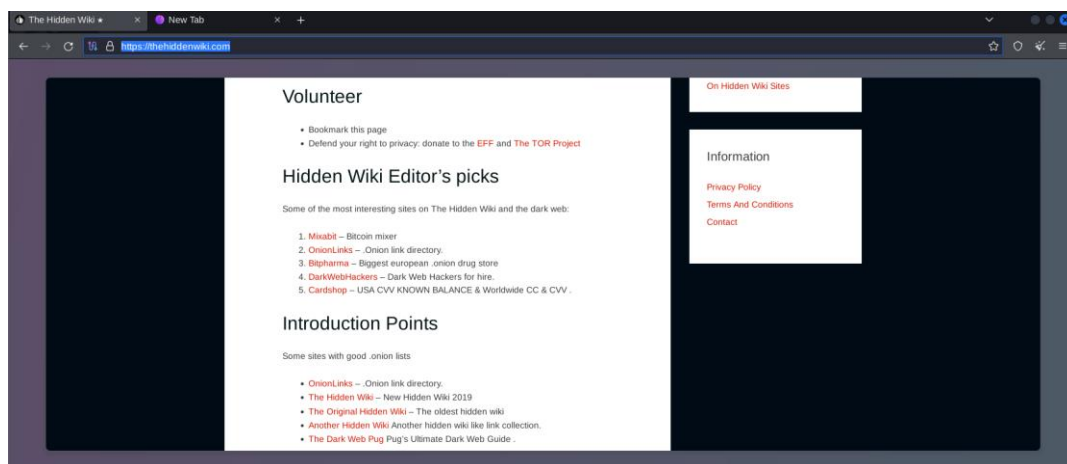 The Hidden Wiki ★
New Tab
https://thehiddenwiki.com
Volunteer
Bookmark this page
Defend your right to privacy: donate to the EFF and The TOR Project
Hidden Wiki Editor's picks
Some of the most interesting sites on The Hidden Wiki and the dark web:
1. Mixabit – Bitcoin mixer
2. OnionLinks – .Onion link directory.
3. Bitpharma – Biggest european .onion drug store
4. DarkWebHackers – Dark Web Hackers for hire.
5. Cardshop – USA CVV KNOWN BALANCE & Worldwide CC & CVV .
Introduction Points
Some sites with good .onion lists
OnionLinks – .Onion link directory.
The Hidden Wiki – New Hidden Wiki 2019
The Original Hidden Wiki – The oldest hidden wiki
Another Hidden Wiki Another hidden wiki like link collection.
The Dark Web Pug Pug's Ultimate Dark Web Guide .
On Hidden Wiki Sites
Information
Privacy Policy
Terms And Conditions
Contact